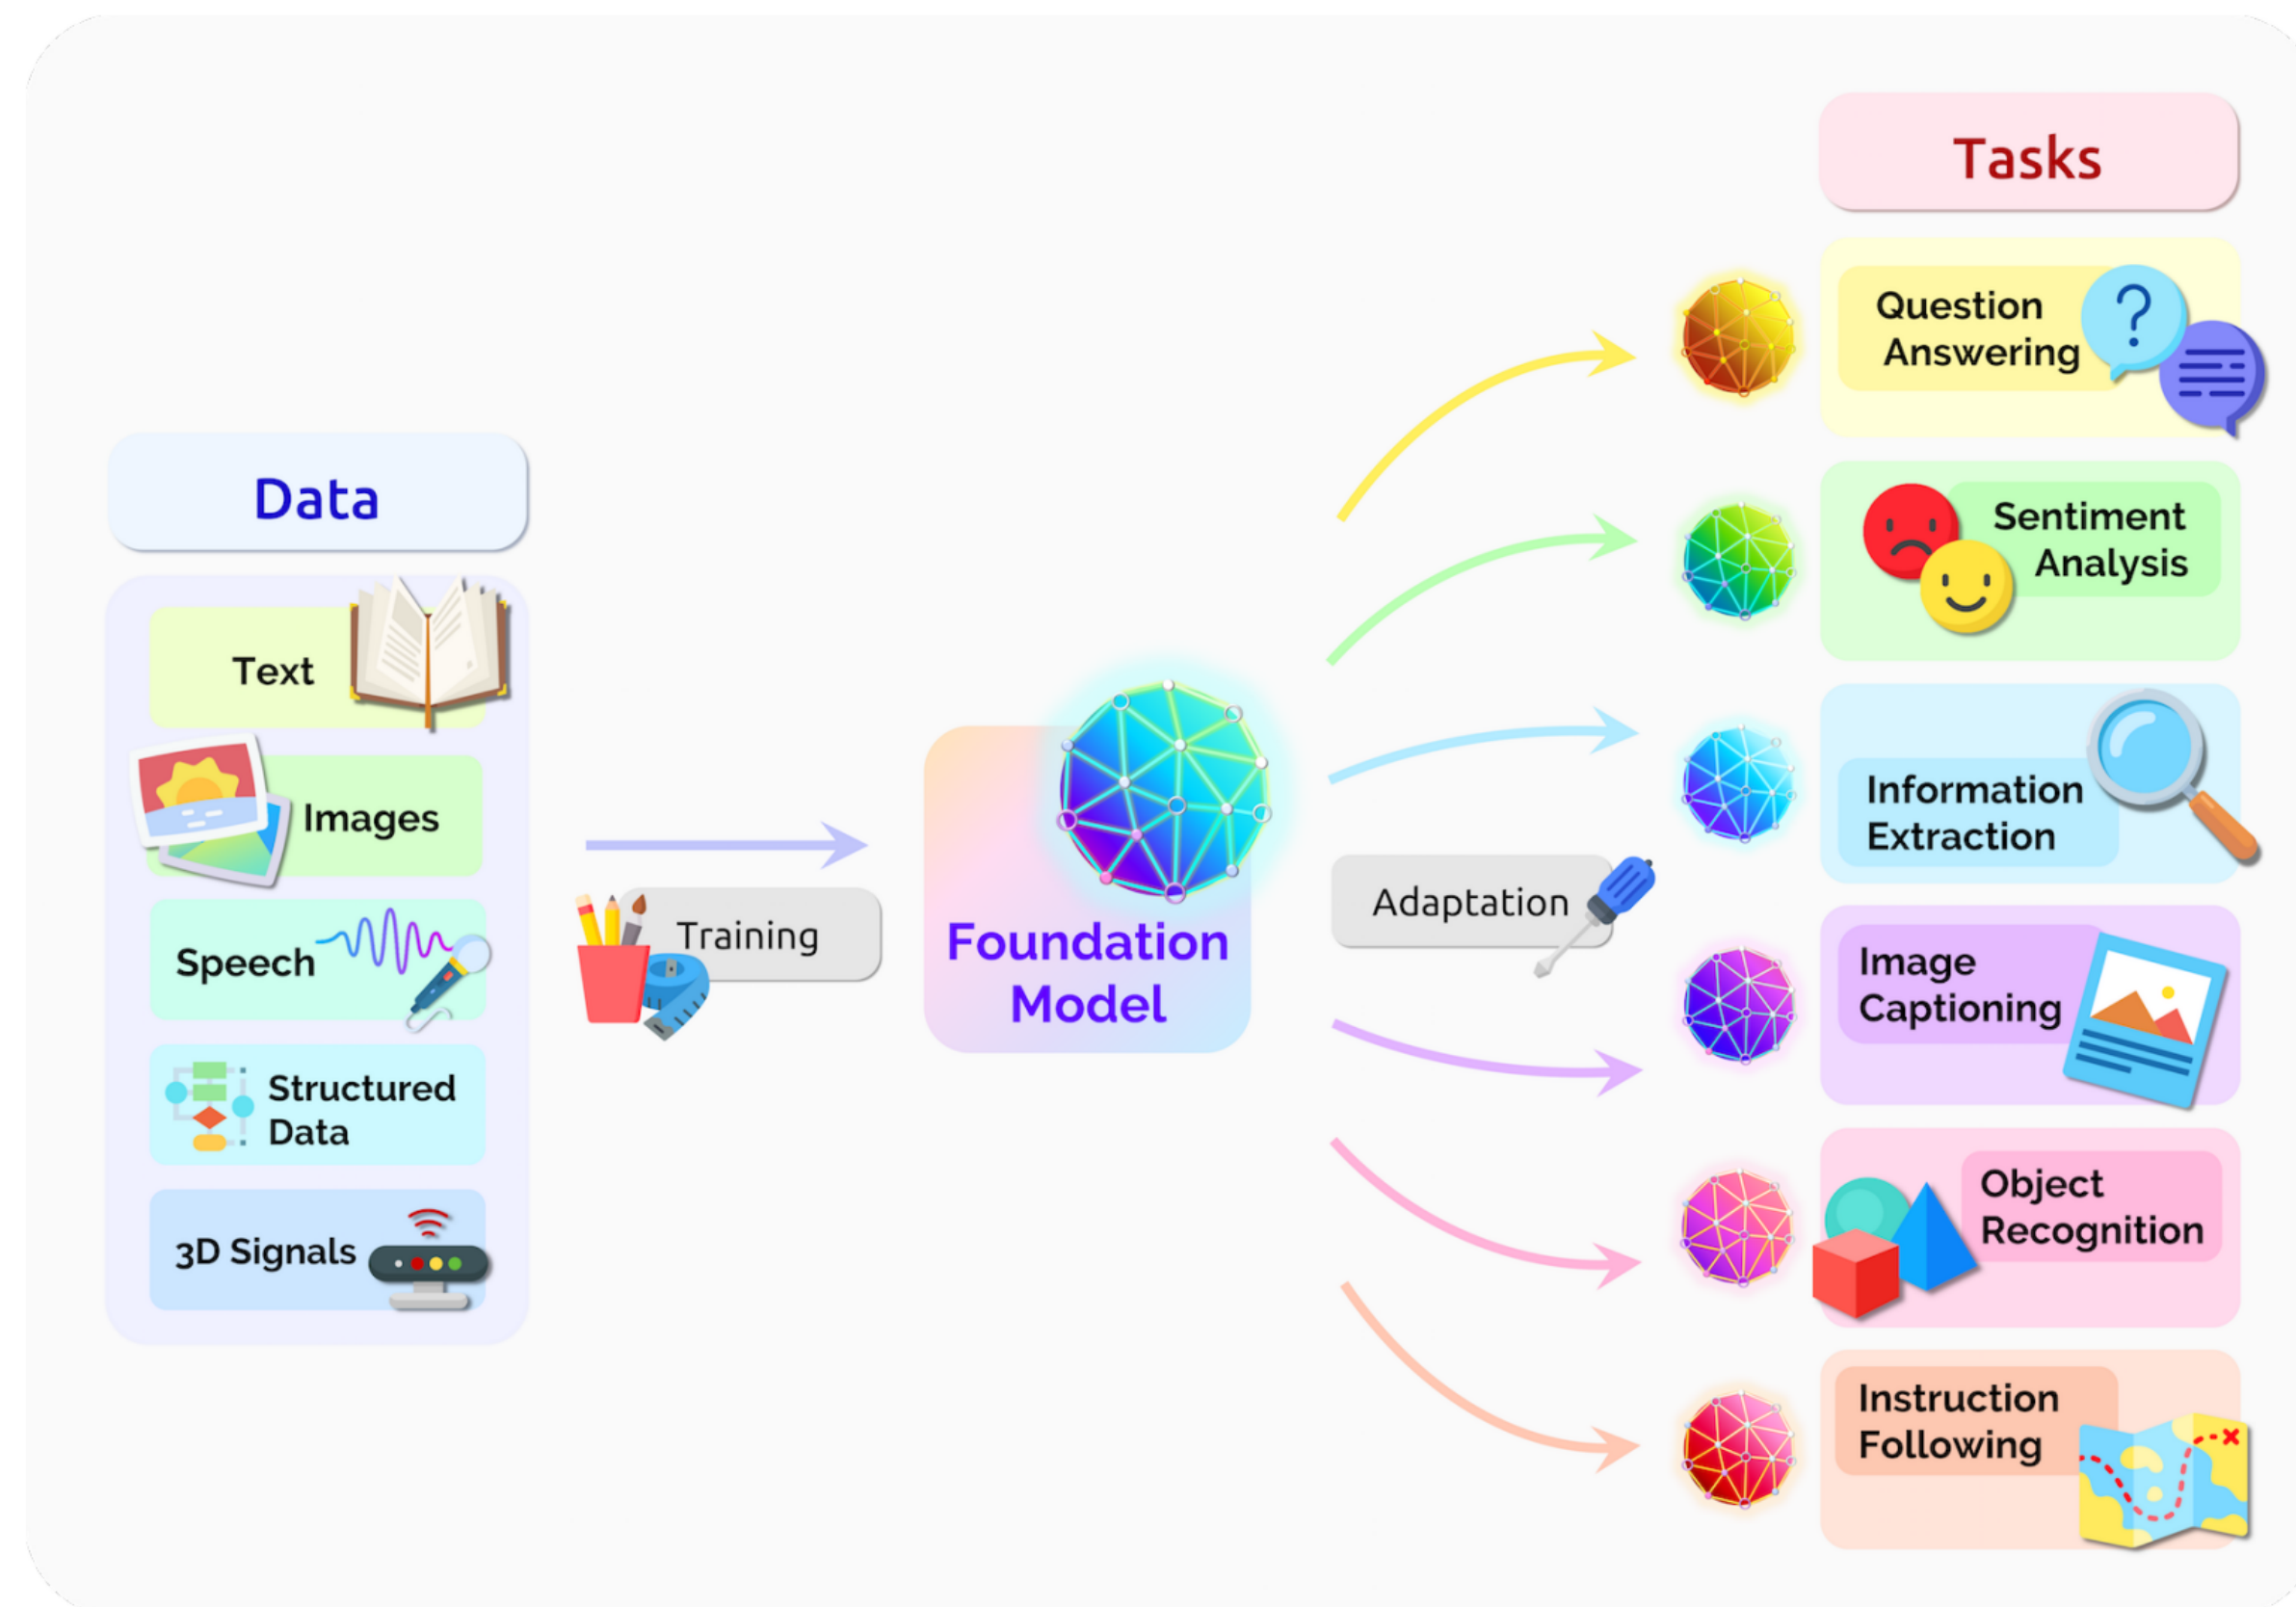 Data
Text
Images
Speech
Structured
Data
3D Signals
Training
Foundation
Model
Adaptation
Tasks
Question
Answering
?
Sentiment
Analysis
Information
Extraction
Image
Captioning
Object
Recognition
Instruction
Following